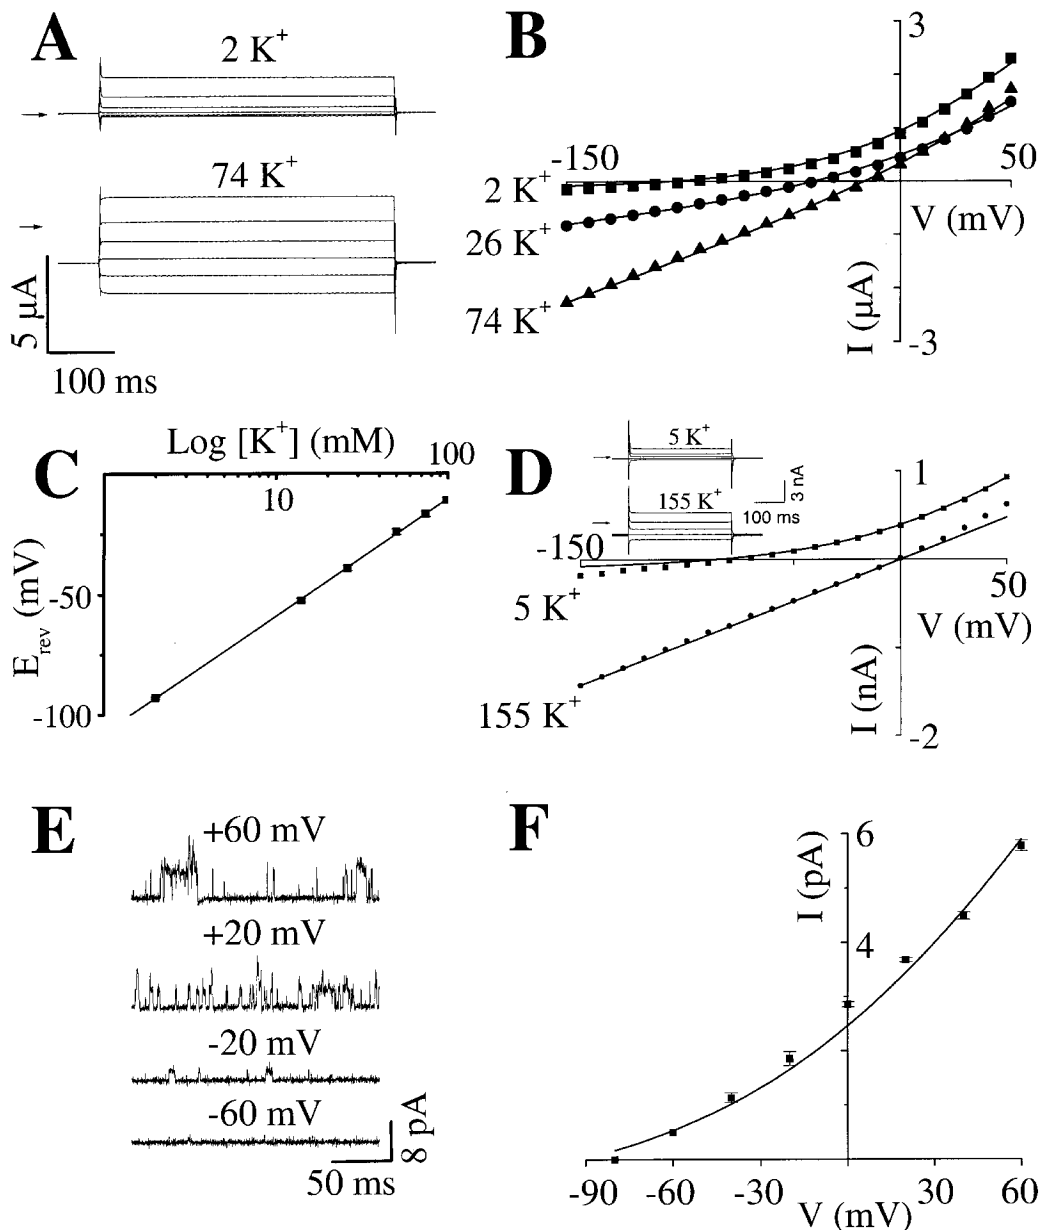 A
2 K⁺
74 K⁺
5 μA
100 ms
B
3
-150
50
2 K⁺
26 K⁺
74 K⁺
V (mV)
I (μA)
-3
C
Log [K⁺] (mM)
100
10
-50
-100
E_rev (mV)
D
5 K⁺
155 K⁺
3 nA
100 ms
1
-150
50
5 K⁺
V (mV)
155 K⁺
I (nA)
-2
E
+60 mV
+20 mV
-20 mV
-60 mV
8 pA
50 ms
F
6
I (pA)
4
-90
-60
-30
30
60
V (mV)